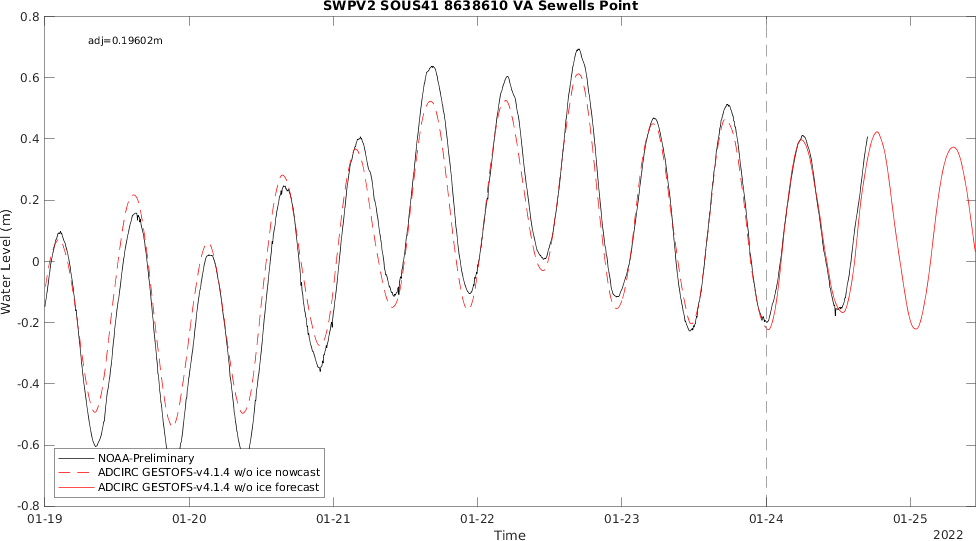 SWPV2 SOUS41 8638610 VA Sewells Point
adj=0.19602m
0.8
0.6
0.4
0.2
0
-0.2
-0.4
-0.6
-0.8
Water Level (m)
NOAA-Preliminary
ADCIRC GESTOFS-v4.1.4 w/o ice nowcast
ADCIRC GESTOFS-v4.1.4 w/o ice forecast
01-19 01-20 01-21 01-22 01-23 01-24 01-25
Time
2022